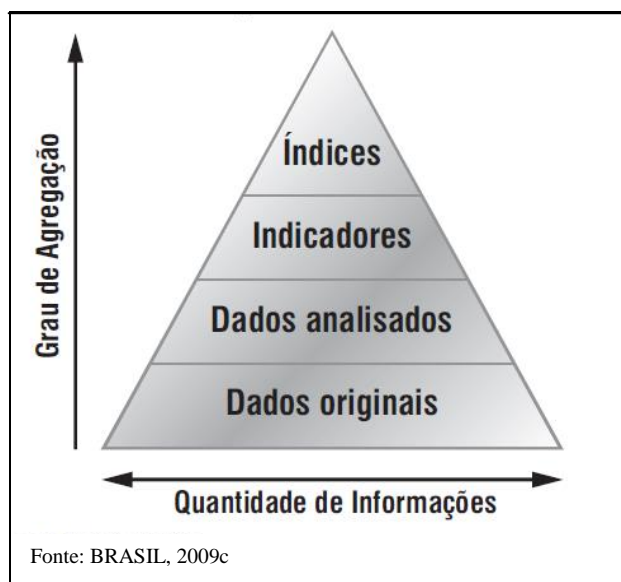 Grau de Agregação
Índices
Indicadores
Dados analisados
Dados originais
Quantidade de Informações
Fonte: BRASIL, 2009c